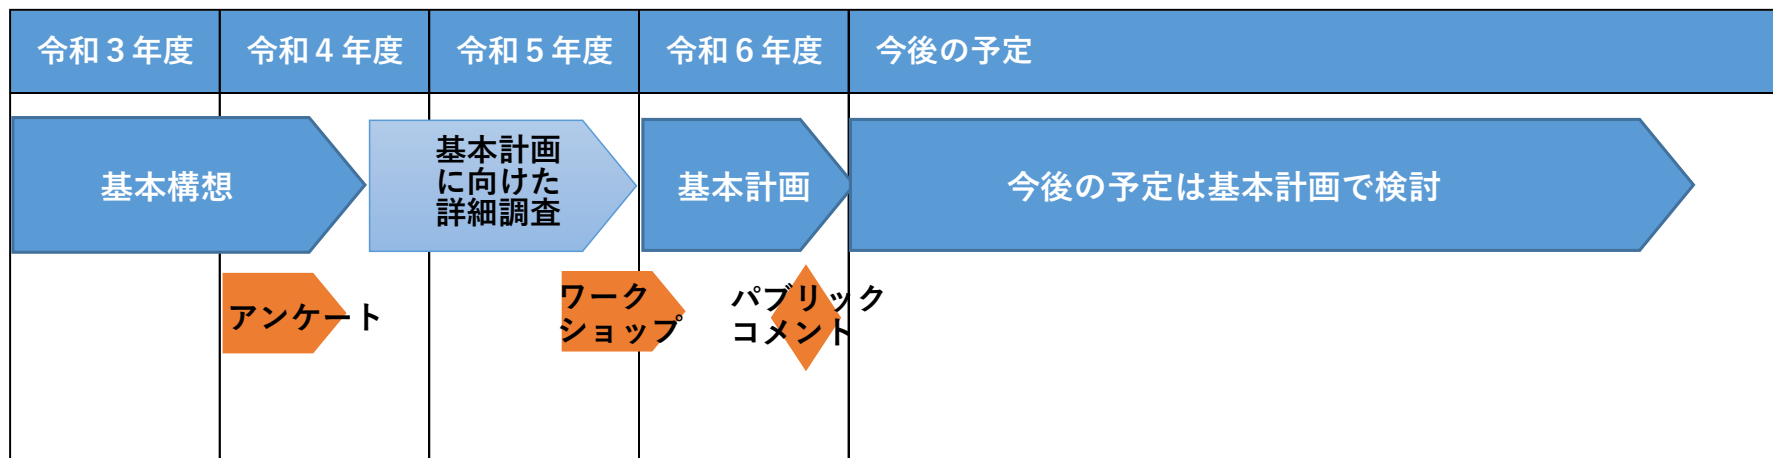 令和３年度
令和４年度
令和５年度
令和６年度
今後の予定
基本構想
基本計画
に向けた
詳細調査
基本計画
今後の予定は基本計画で検討
アンケート
ワーク
ショップ
パブリック
コメント